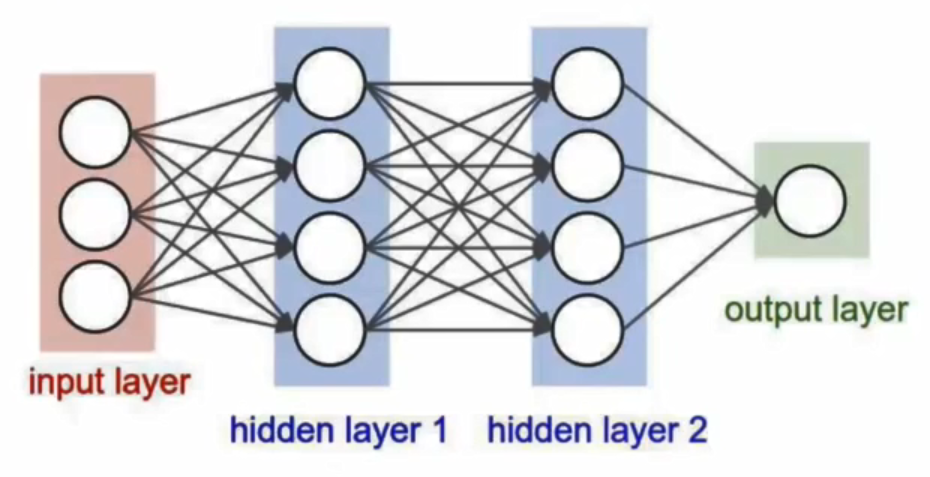 input layer
hidden layer 1
hidden layer 2
output layer